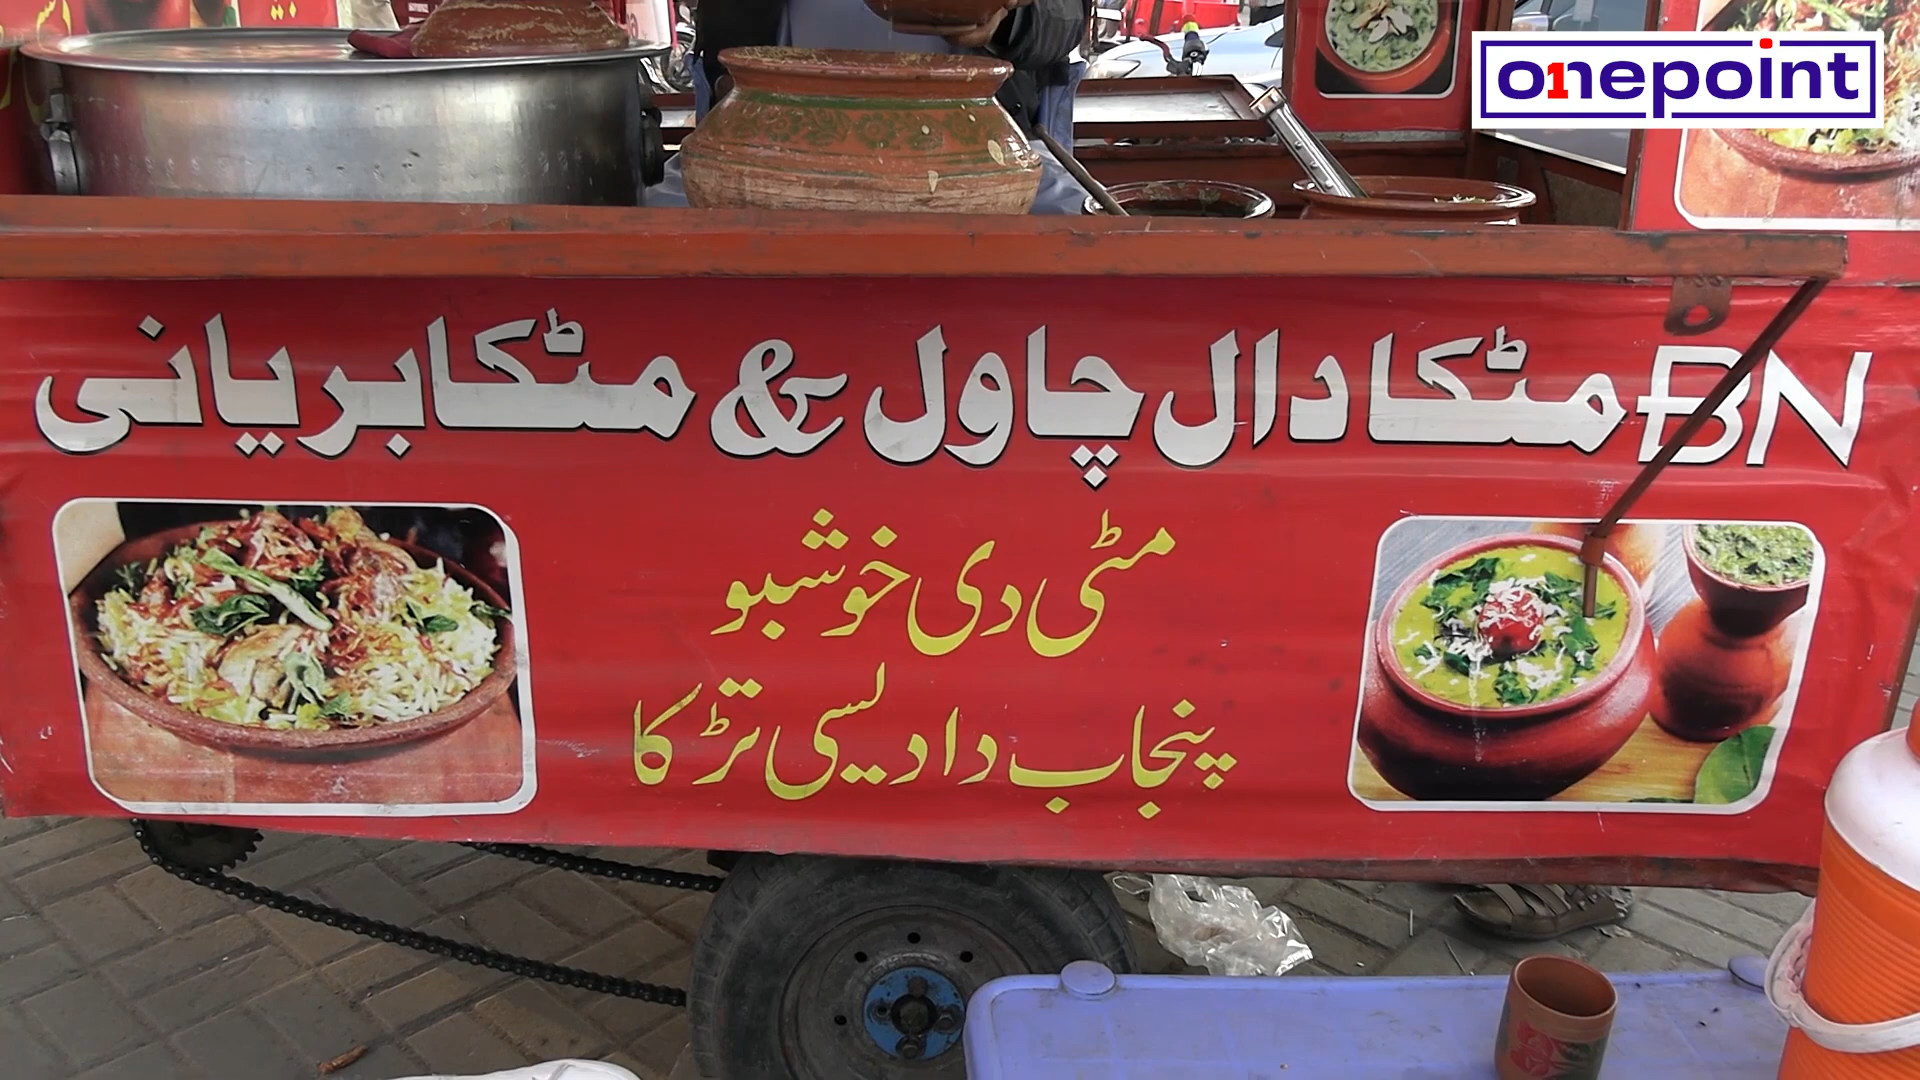 onepoint
BN مٹکا دال چاول & مٹکا بریانی
مٹی دی خوشبو
پنجاب دا دیسی تڑکا